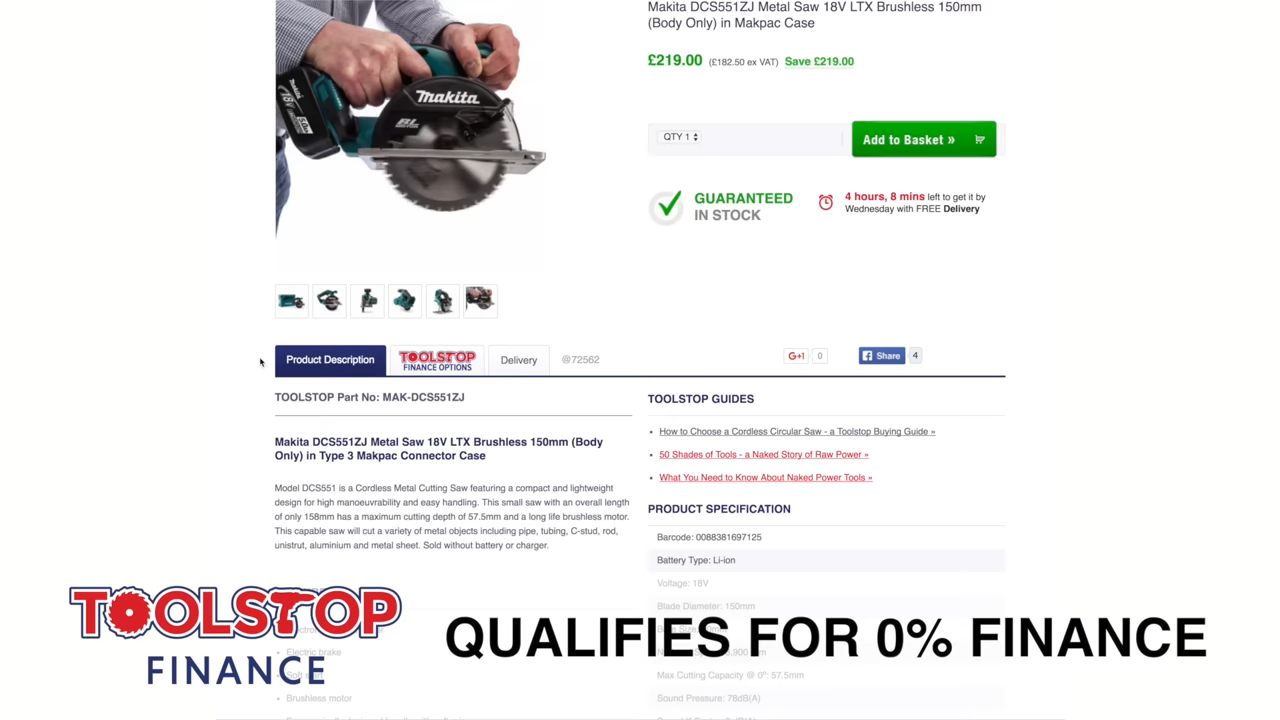 Makita DCS551ZJ Metal Saw 18V LTX Brushless 150mm
(Body Only) in Makpac Case
£219.00 (£182.50 ex VAT) Save £219.00
Makita
18V
QTY 1
Add to Basket »
GUARANTEED
IN STOCK
4 hours, 8 mins left to get it by
Wednesday with FREE Delivery
Product Description
TOOLSTOP
FINANCE OPTIONS
Delivery
@72562
G+1 0
Share 4
TOOLSTOP Part No: MAK-DCS551ZJ
Makita DCS551ZJ Metal Saw 18V LTX Brushless 150mm (Body
Only) in Type 3 Makpac Connector Case
Model DCS551 is a Cordless Metal Cutting Saw featuring a compact and lightweight
design for high manoeuvrability and easy handling. This small saw with an overall length
of only 158mm has a maximum cutting depth of 57.5mm and a long life brushless motor.
This capable saw will cut a variety of metal objects including pipe, tubing, C-stud, rod,
unistrut, aluminium and metal sheet. Sold without battery or charger.
Electric brake
Brushless motor
TOOLSTOP GUIDES
How to Choose a Cordless Circular Saw - a Toolstop Buying Guide »
50 Shades of Tools - a Naked Story of Raw Power »
What You Need to Know About Naked Power Tools »
PRODUCT SPECIFICATION
Barcode: 0088381697125
Battery Type: Li-ion
Voltage: 18V
Blade Diameter: 150mm
Max Cutting Capacity @ 0º: 57.5mm
Sound Pressure: 78dB(A)
TOOLSTOP
FINANCE
QUALIFIES FOR 0% FINANCE